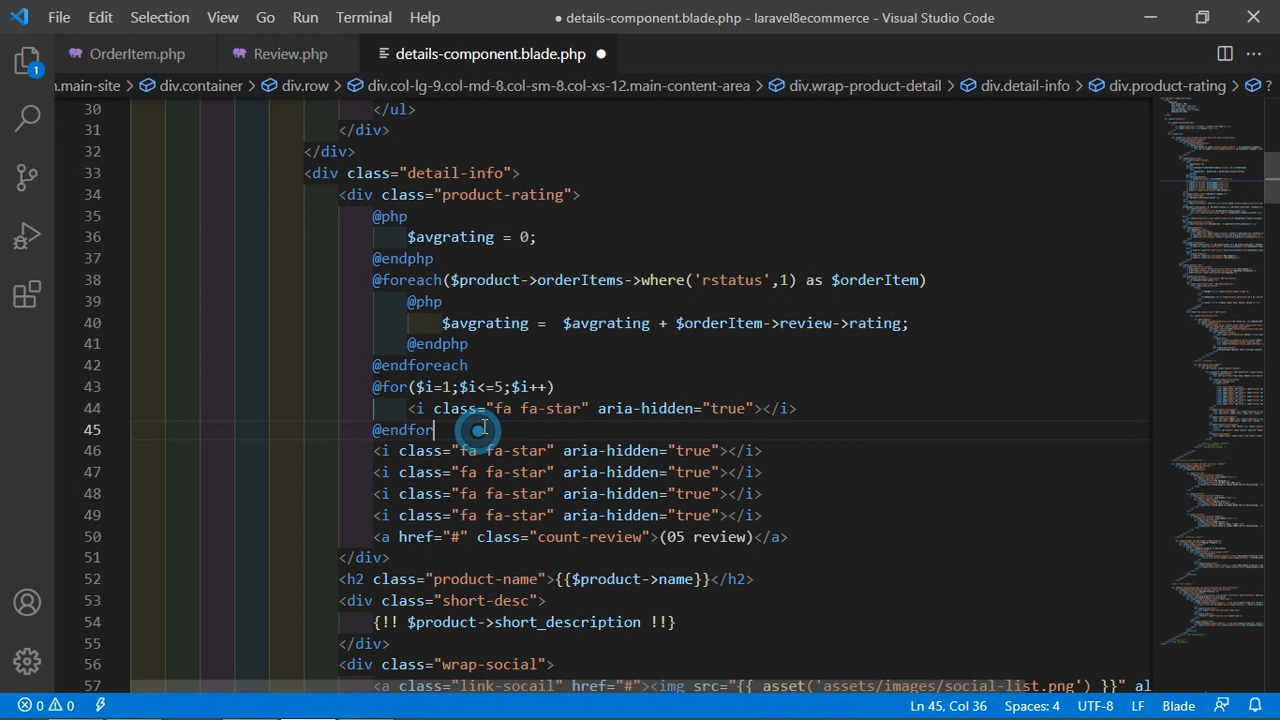 File Edit Selection View Go Run Terminal Help ● details-component.blade.php - laravel8ecommerce - Visual Studio Code
OrderItem.php Review.php details-component.blade.php
n.main-site > div.container > div.row > div.col-lg-9.col-md-8.col-sm-8.col-xs-12.main-content-area > div.wrap-product-detail > div.detail-info > div.product-rating > ?
1
30 </ul>
31 </div>
32 </div>
33 <div class="detail-info">
34 <div class="product-rating">
35 @php
36 $avgrating = 0;
37 @endphp
38 @foreach($product->orderItems->where('rstatus',1) as $orderItem)
39 @php
40 $avgrating =  $avgrating + $orderItem->review->rating;
41 @endphp
42 @endforeach
43 @for($i=1;$i<=5;$i++)
44 <i class="fa fa-star" aria-hidden="true"></i>
45 @endfor
46 <i class="fa fa-star" aria-hidden="true"></i>
47 <i class="fa fa-star" aria-hidden="true"></i>
48 <i class="fa fa-star" aria-hidden="true"></i>
49 <i class="fa fa-star" aria-hidden="true"></i>
50 <a href="#" class="count-review">(05 review)</a>
51 </div>
52 <h2 class="product-name">{{$product->name}}</h2>
53 <div class="short-desc">
54 {!! $product->short_description !!}
55 </div>
56 <div class="wrap-social">
57 <a class="link-socail" href="#"><img src="{{ asset('assets/images/social-list.png') }}" al
0 0 Ln 45, Col 36 Spaces: 4 UTF-8 LF Blade